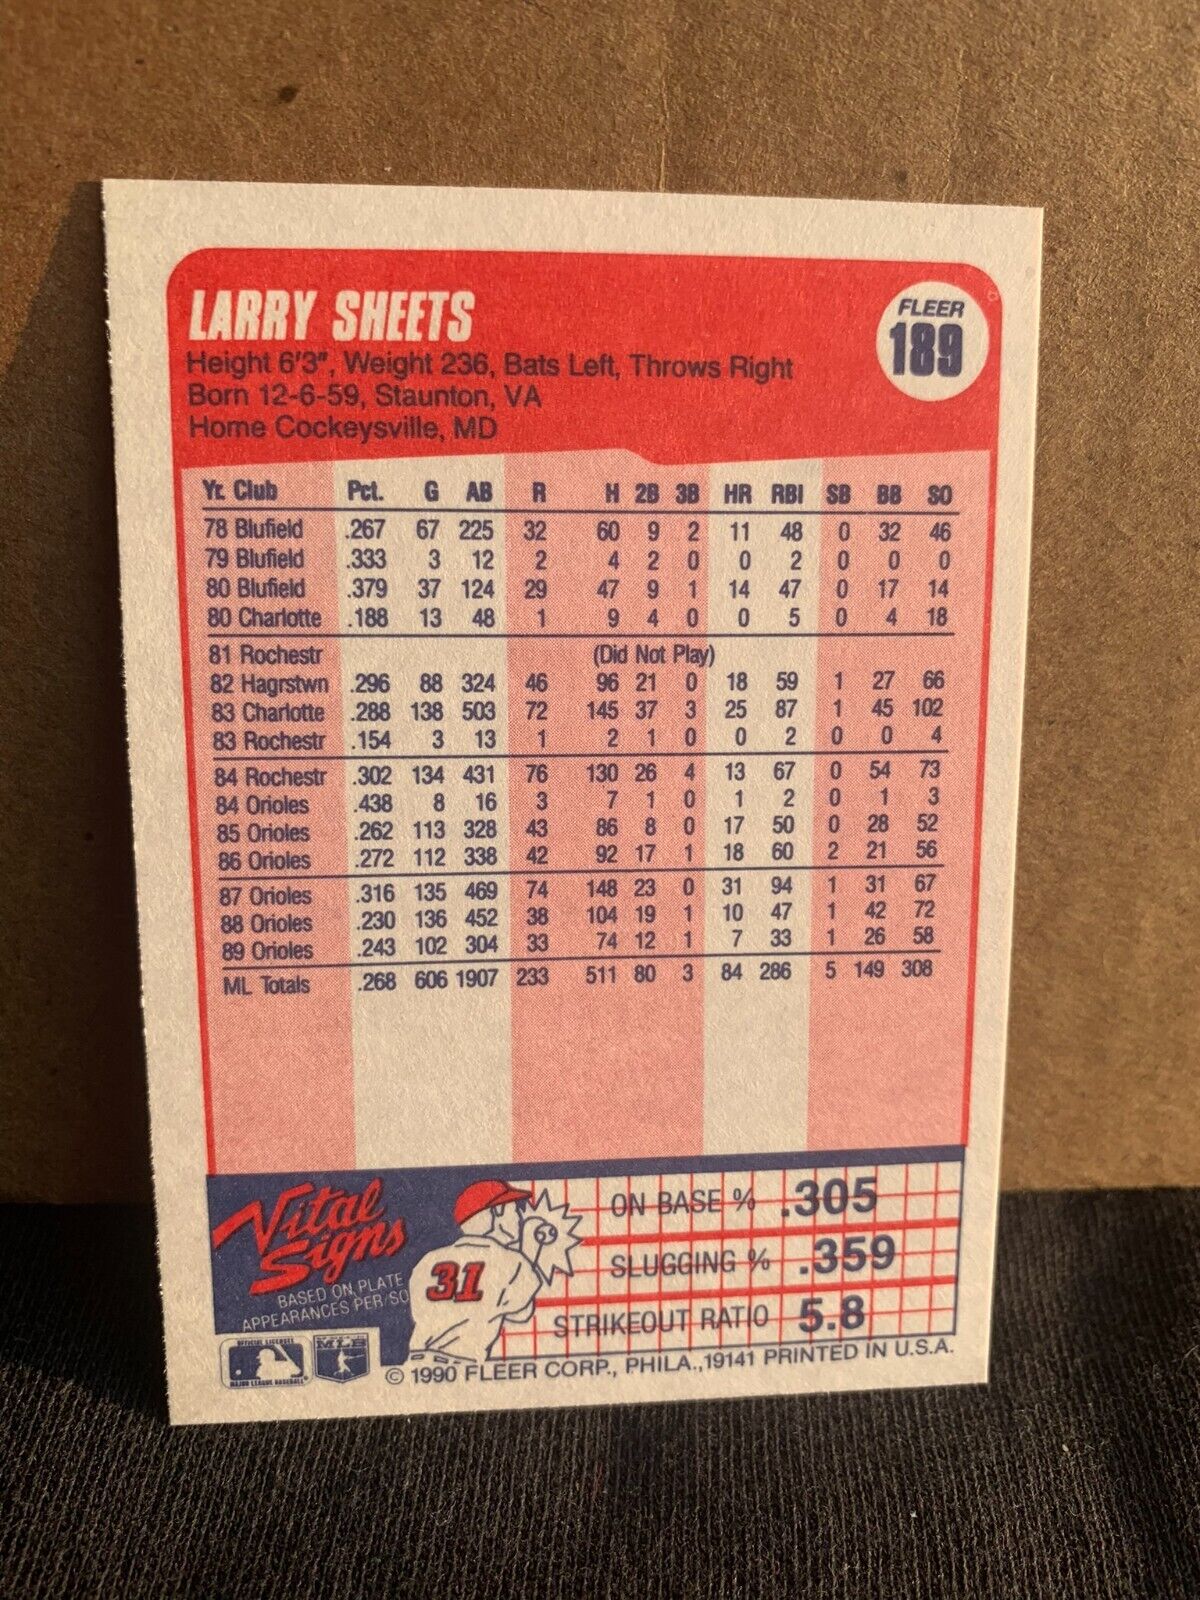 LARRY SHEETS
FLEER
189
Height 6'3", Weight 236, Bats Left, Throws Right
Born 12-6-59, Staunton, VA
Home Cockeysville, MD
Yr. Club Pct. G AB R H 2B 3B HR RBI SB BB SO
78 Blufield .267 67 225 32 60 9 2 11 48 0 32 46
79 Blufield .333 3 12 2 4 2 0 0 2 0 0 0
80 Blufield .379 37 124 29 47 9 1 14 47 0 17 14
80 Charlotte .188 13 48 1 9 4 0 0 5 0 4 18
81 Rochestr (Did Not Play)
82 Hagrstwn .296 88 324 46 96 21 0 18 59 1 27 66
83 Charlotte .288 138 503 72 145 37 3 25 87 1 45 102
83 Rochestr .154 3 13 1 2 1 0 0 2 0 0 4
84 Rochestr .302 134 431 76 130 26 4 13 67 0 54 73
84 Orioles .438 8 16 3 7 1 0 1 2 0 1 3
85 Orioles .262 113 328 43 86 8 0 17 50 0 28 52
86 Orioles .272 112 338 42 92 17 1 18 60 2 21 56
87 Orioles .316 135 469 74 148 23 0 31 94 1 31 67
88 Orioles .230 136 452 38 104 19 1 10 47 1 42 72
89 Orioles .243 102 304 33 74 12 1 7 33 1 26 58
ML Totals .268 606 1907 233 511 80 3 84 286 5 149 308
Vital
Signs
BASED ON PLATE
APPEARANCES PER/SO
31
69
ON BASE % .305
SLUGGING % .359
STRIKEOUT RATIO 5.8
OFFICIAL LICENSEE
MAJOR LEAGUE BASEBALL
MLB
© 1990 FLEER CORP., PHILA., 19141 PRINTED IN U.S.A.